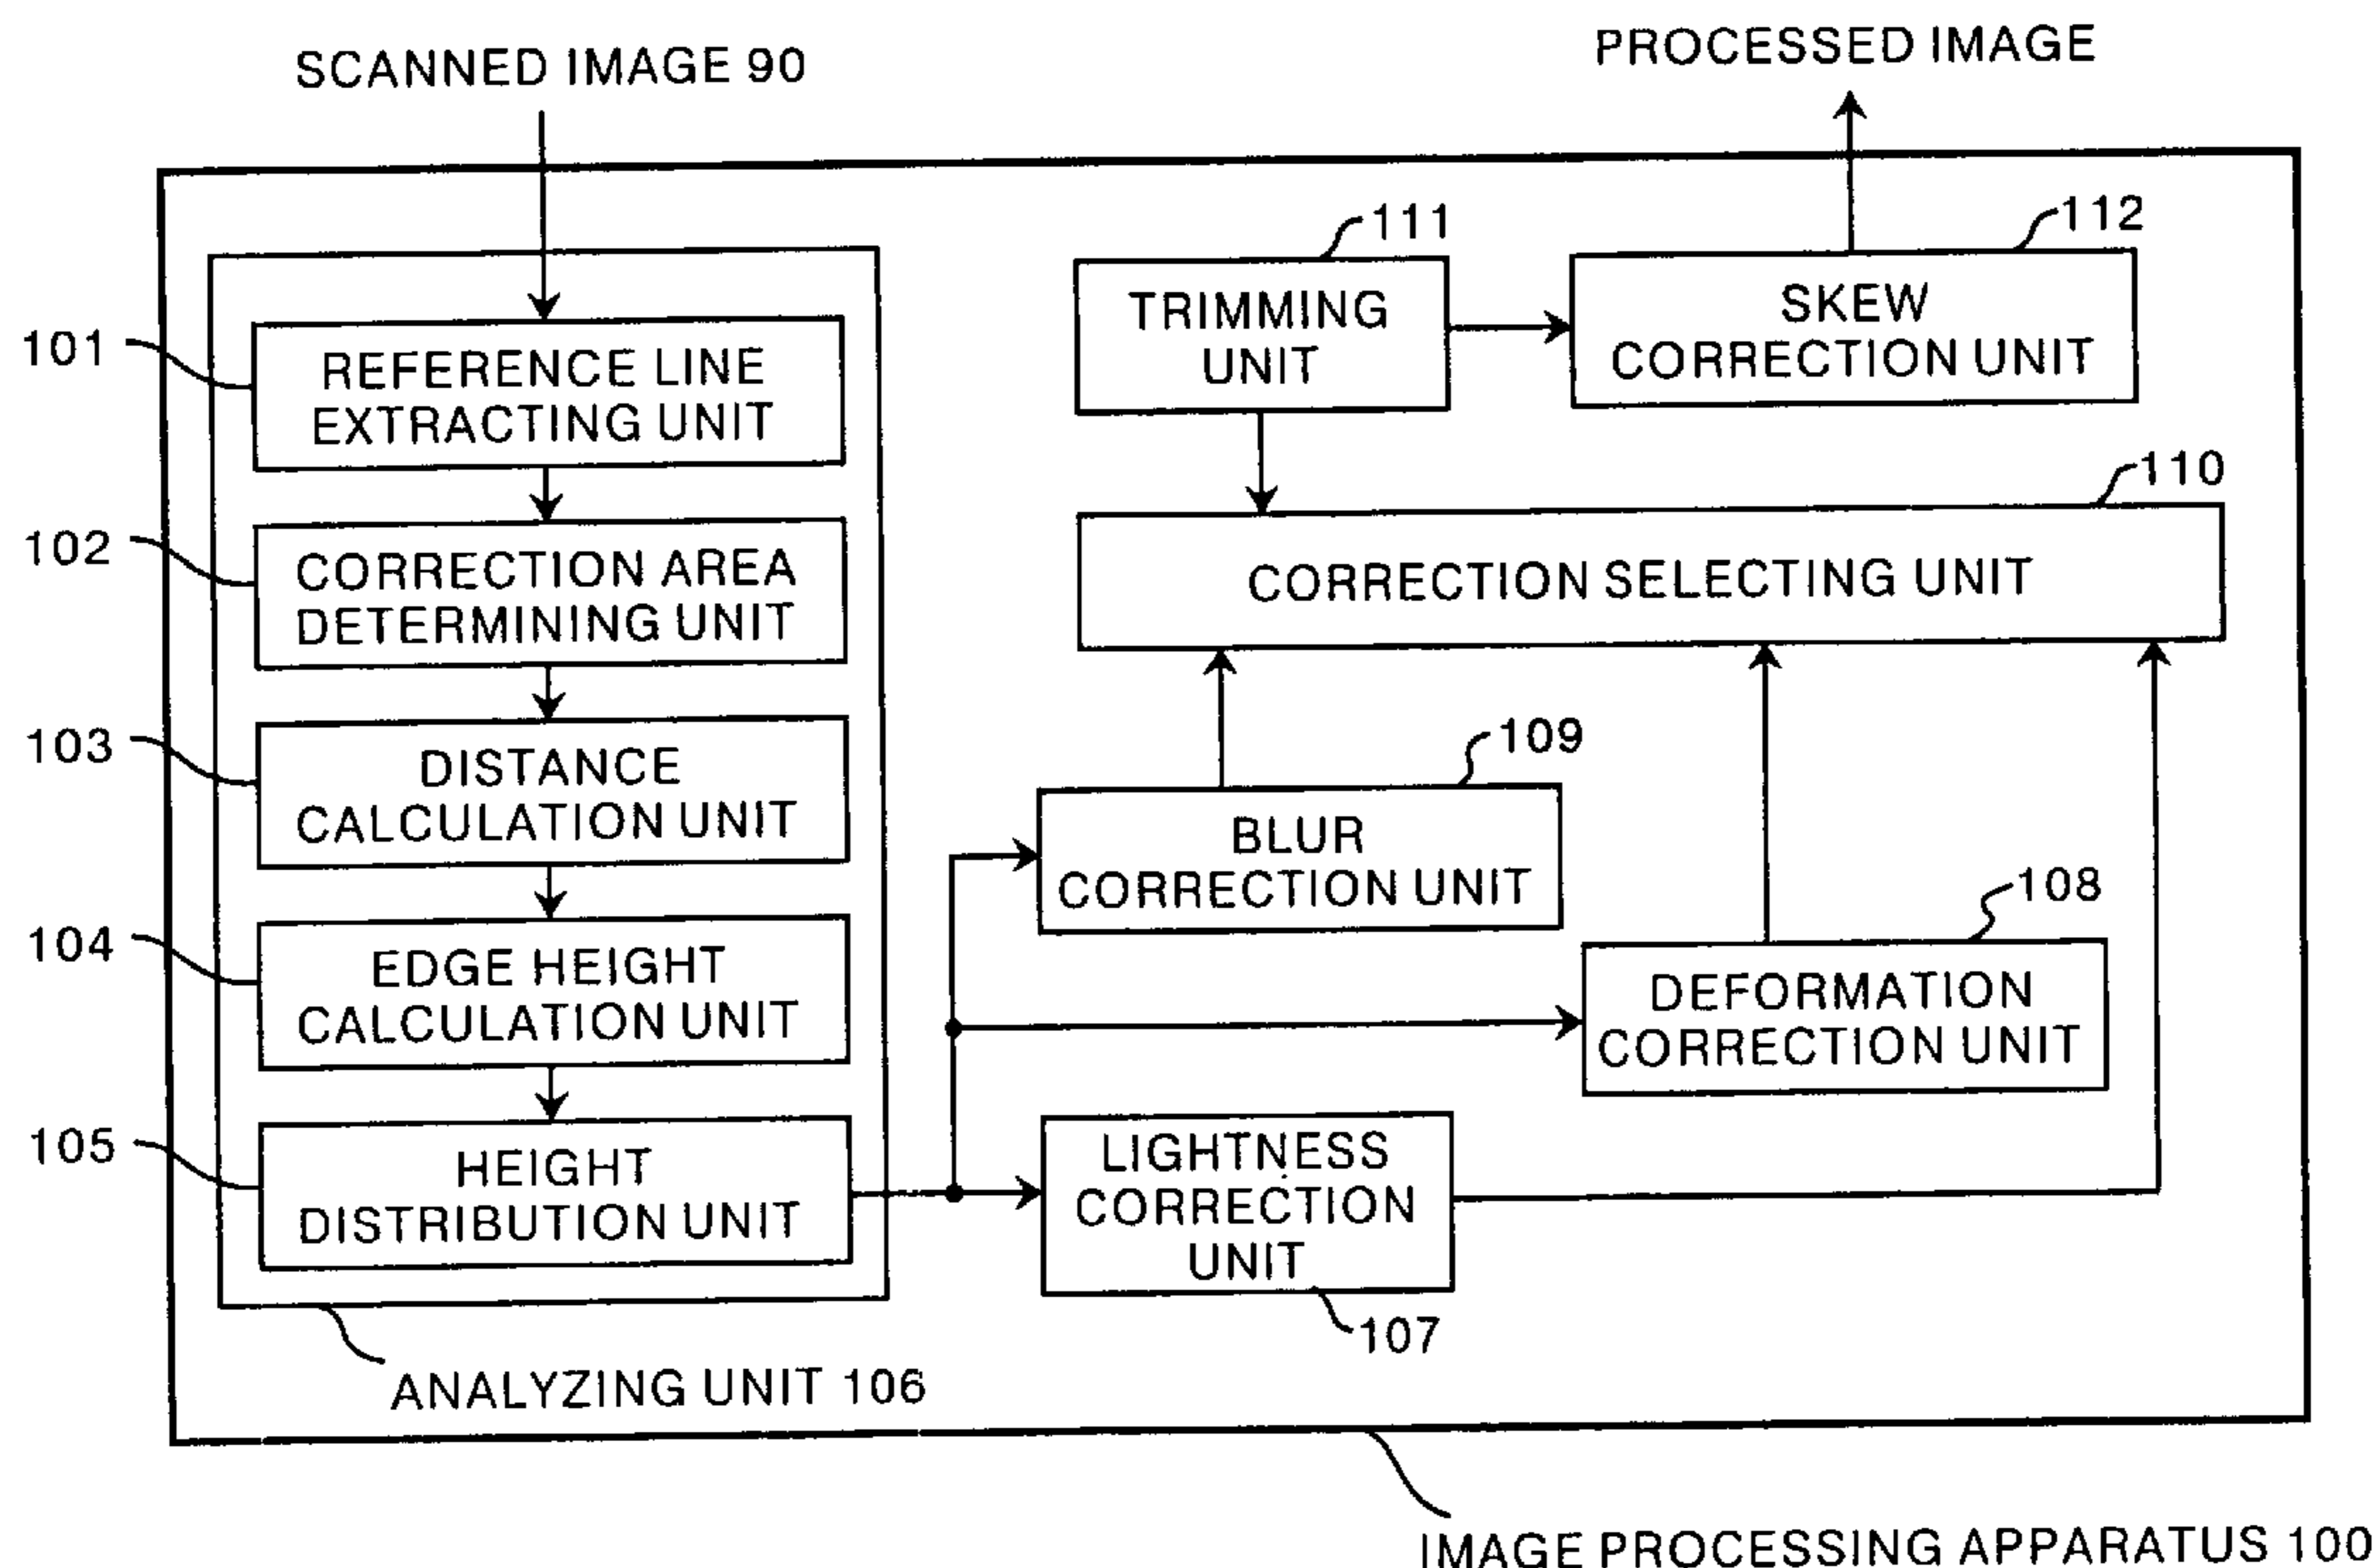 SCANNED IMAGE 90
PROCESSED IMAGE
101
REFERENCE LINE
EXTRACTING UNIT
102
CORRECTION AREA
DETERMINING UNIT
103
DISTANCE
CALCULATION UNIT
104
EDGE HEIGHT
CALCULATION UNIT
105
HEIGHT
DISTRIBUTION UNIT
ANALYZING UNIT 106
111
TRIMMING
UNIT
112
SKEW
CORRECTION UNIT
110
CORRECTION SELECTING UNIT
109
BLUR
CORRECTION UNIT
108
DEFORMATION
CORRECTION UNIT
LIGHTNESS
CORRECTION
UNIT
107
IMAGE PROCESSING APPARATUS 100